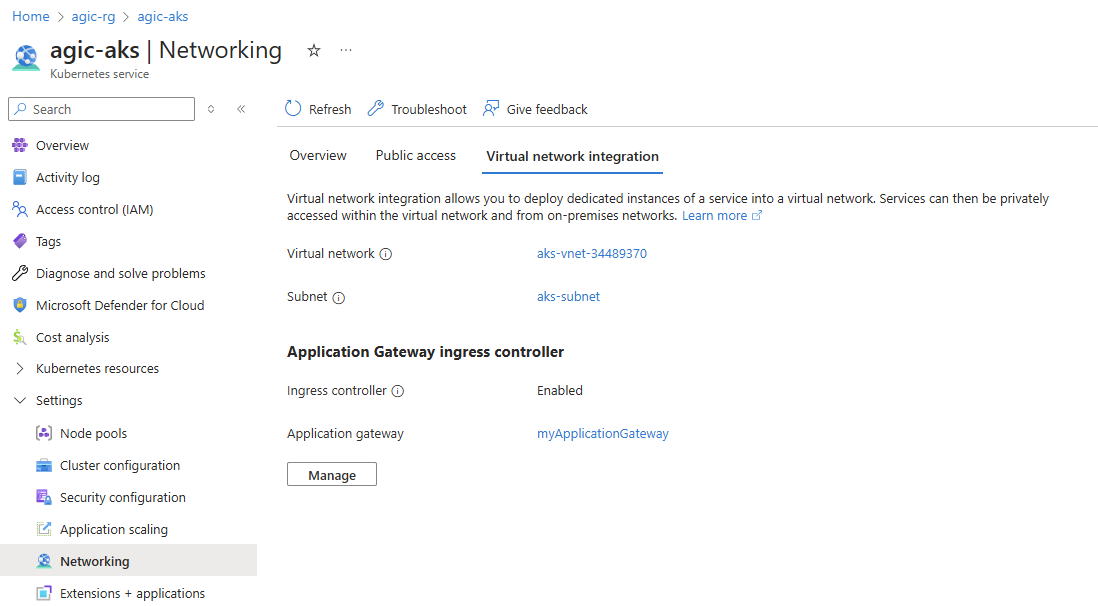 Home > agic-rg > agic-aks
agic-aks | Networking
Kubernetes service
Search
Overview
Activity log
Access control (IAM)
Tags
Diagnose and solve problems
Microsoft Defender for Cloud
Cost analysis
Kubernetes resources
Settings
Node pools
Cluster configuration
Security configuration
Application scaling
Networking
Extensions + applications
Refresh Troubleshoot Give feedback
Overview Public access Virtual network integration
Virtual network integration allows you to deploy dedicated instances of a service into a virtual network. Services can then be privately
accessed within the virtual network and from on-premises networks. Learn more
Virtual network aks-vnet-34489370
Subnet aks-subnet
Application Gateway ingress controller
Ingress controller Enabled
Application gateway myApplicationGateway
Manage